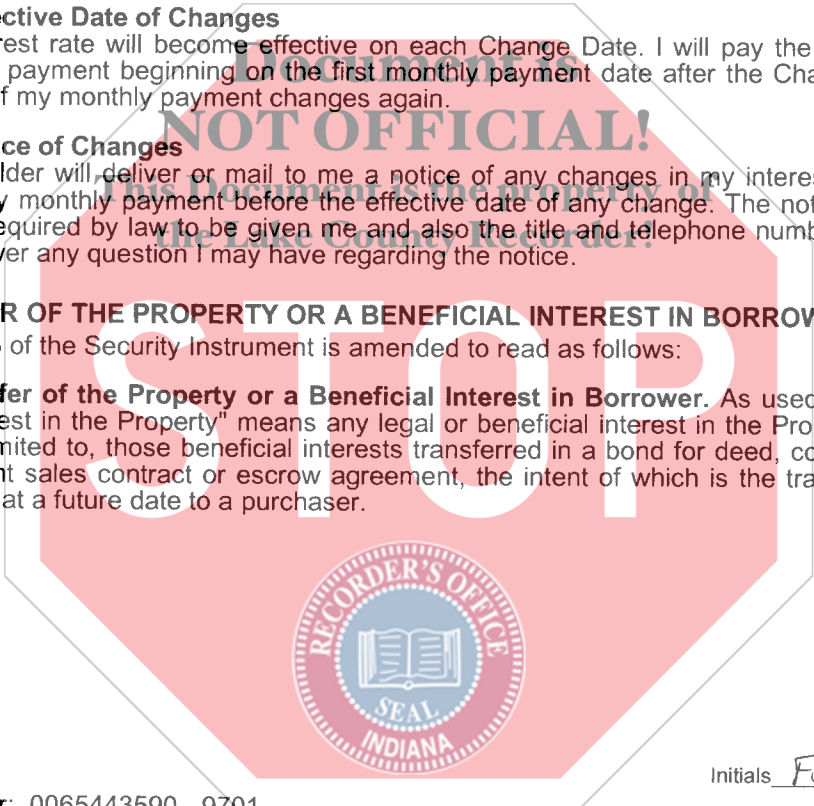 ctive Date of Changes
rest rate will become effective on each Change Date. I will pay the
payment beginning on the first monthly payment date after the Cha
f my monthly payment changes again.
ce of Changes
lder will deliver or mail to me a notice of any changes in my interes
y monthly payment before the effective date of any change. The not
equired by law to be given me and also the title and telephone numb
er any question I may have regarding the notice.
R OF THE PROPERTY OR A BENEFICIAL INTEREST IN BORROW
of the Security Instrument is amended to read as follows:
fer of the Property or a Beneficial Interest in Borrower. As used
est in the Property" means any legal or beneficial interest in the Pro
mited to, those beneficial interests transferred in a bond for deed, co
nt sales contract or escrow agreement, the intent of which is the tra
at a future date to a purchaser.
Document is
NOT OFFICIAL!
This Document is the property of
the Lake County Recorder!
STOP
RECORDER'S OFFICE
SEAL
INDIANA
Initials
r: 0065443590 - 9701